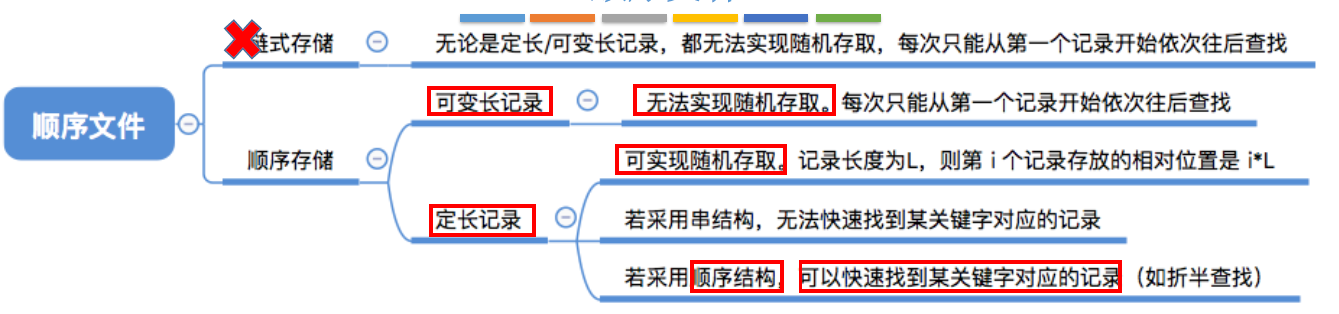 链式存储
无论是定长/可变长记录，都无法实现随机存取，每次只能从第一个记录开始依次往后查找
可变长记录
无法实现随机存取。每次只能从第一个记录开始依次往后查找
顺序文件
顺序存储
可实现随机存取。记录长度为L，则第 i 个记录存放的相对位置是 i*L
定长记录
若采用串结构，无法快速找到某关键字对应的记录
若采用顺序结构，可以快速找到某关键字对应的记录（如折半查找）